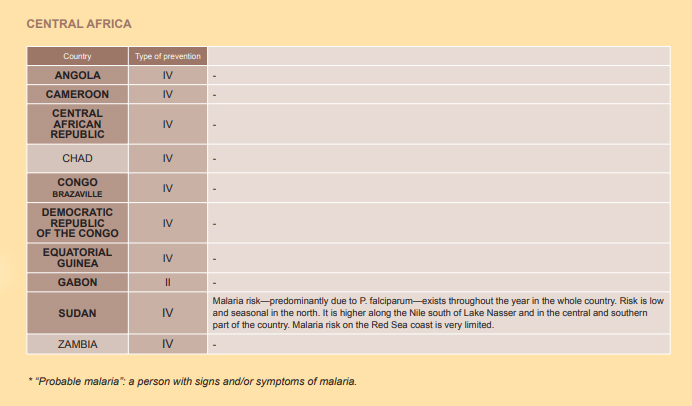 CENTRAL AFRICA
Country Type of prevention
ANGOLA IV -
CAMEROON IV -
CENTRAL
AFRICAN
REPUBLIC
IV -
CHAD IV -
CONGO
BRAZAVILLE
IV -
DEMOCRATIC
REPUBLIC
OF THE CONGO
IV -
EQUATORIAL
GUINEA
IV -
GABON II -
SUDAN IV
Malaria risk—predominantly due to P. falciparum—exists throughout the year in the whole country. Risk is low
and seasonal in the north. It is higher along the Nile south of Lake Nasser and in the central and southern
part of the country. Malaria risk on the Red Sea coast is very limited.
ZAMBIA IV -
* “Probable malaria”: a person with signs and/or symptoms of malaria.